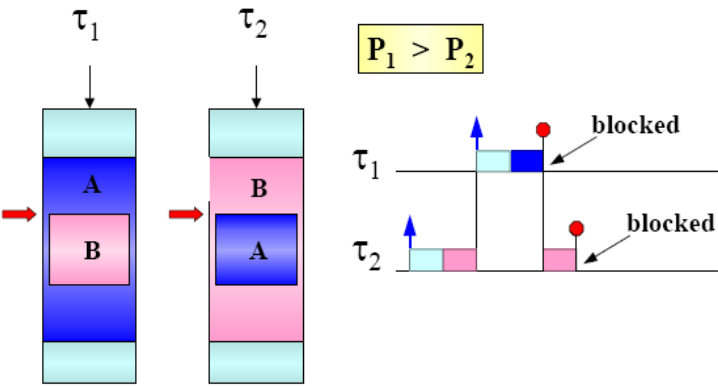 τ1
τ2
P1 > P2
A
B
B
A
τ1
blocked
τ2
blocked